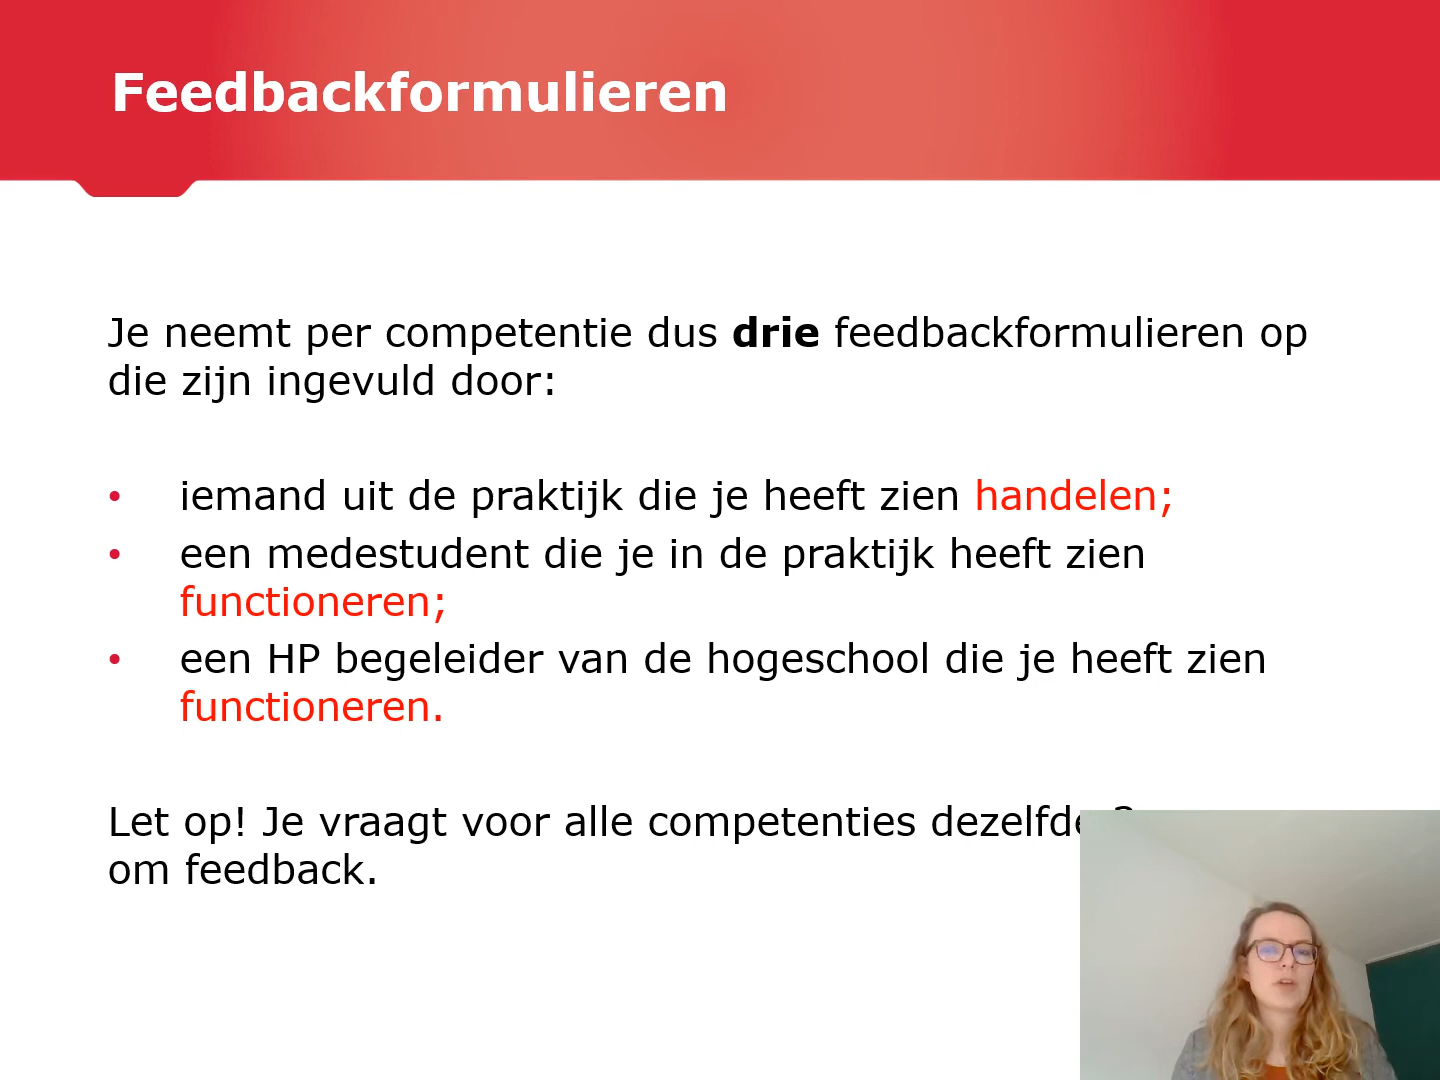 Feedbackformulieren
Je neemt per competentie dus drie feedbackformulieren op
die zijn ingevuld door:
• iemand uit de praktijk die je heeft zien handelen;
• een medestudent die je in de praktijk heeft zien
functioneren;
• een HP begeleider van de hogeschool die je heeft zien
functioneren.
Let op! Je vraagt voor alle competenties dezelfde
om feedback.